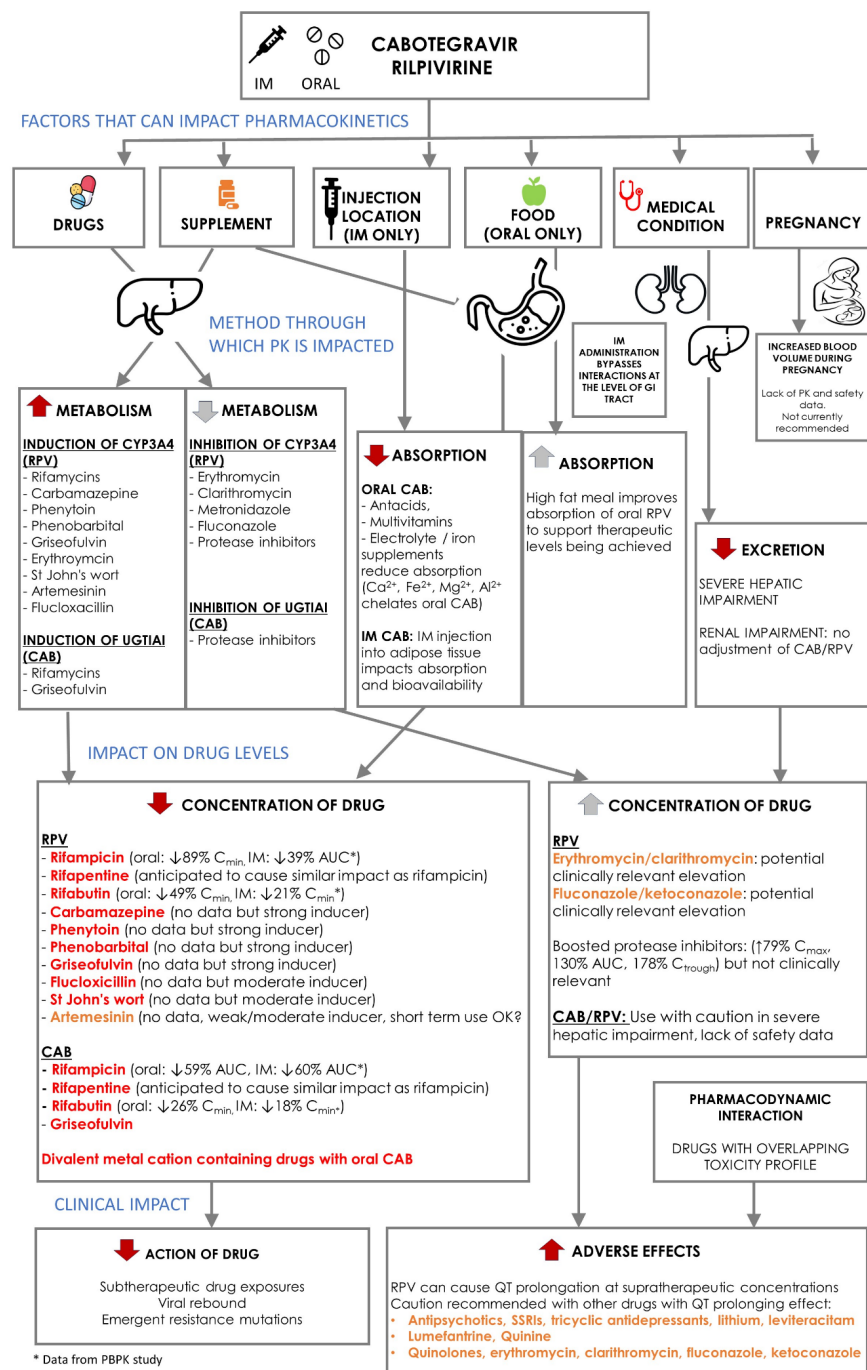 CABOTEGRAVIR
RILPIVIRINE
IM
ORAL
FACTORS THAT CAN IMPACT PHARMACOKINETICS
DRUGS
SUPPLEMENT
INJECTION
LOCATION
(IM ONLY)
FOOD
(ORAL ONLY)
MEDICAL
CONDITION
PREGNANCY
METHOD THROUGH
WHICH PK IS IMPACTED
IM
ADMINISTRATION
BYPASSES
INTERACTIONS AT
THE LEVEL OF GI
TRACT
INCREASED BLOOD
VOLUME DURING
PREGNANCY
Lack of PK and safety
data.
Not currently
recommended
METABOLISM
INDUCTION OF CYP3A4
(RPV)
- Rifamycins
- Carbamazepine
- Phenytoin
- Phenobarbital
- Griseofulvin
- Erythroymcin
- St John's wort
- Artemesinin
- Flucloxacillin
INDUCTION OF UGTIAI
(CAB)
- Rifamycins
- Griseofulvin
METABOLISM
INHIBITION OF CYP3A4
(RPV)
- Erythromycin
- Clarithromycin
- Metronidazole
- Fluconazole
- Protease inhibitors
INHIBITION OF UGTIAI
(CAB)
- Protease inhibitors
ABSORPTION
ORAL CAB:
- Antacids,
- Multivitamins
- Electrolyte / iron
supplements
reduce absorption
(Ca²⁺, Fe²⁺, Mg²⁺, Al²⁺
chelates oral CAB)
IM CAB: IM injection
into adipose tissue
impacts absorption
and bioavailability
ABSORPTION
High fat meal improves
absorption of oral RPV
to support therapeutic
levels being achieved
EXCRETION
SEVERE HEPATIC
IMPAIRMENT
RENAL IMPAIRMENT: no
adjustment of CAB/RPV
IMPACT ON DRUG LEVELS
CONCENTRATION OF DRUG
RPV
- Rifampicin (oral: ↓89% Cmin, IM: ↓39% AUC*)
- Rifapentine (anticipated to cause similar impact as rifampicin)
- Rifabutin (oral: ↓49% Cmin, IM: ↓21% Cmin*)
- Carbamazepine (no data but strong inducer)
- Phenytoin (no data but strong inducer)
- Phenobarbital (no data but strong inducer)
- Griseofulvin (no data but strong inducer)
- Flucloxicillin (no data but moderate inducer)
- St John's wort (no data but moderate inducer)
- Artemesinin (no data, weak/moderate inducer, short term use OK?
CAB
- Rifampicin (oral: ↓59% AUC, IM: ↓60% AUC*)
- Rifapentine (anticipated to cause similar impact as rifampicin)
- Rifabutin (oral: ↓26% Cmin, IM: ↓18% Cmin*)
- Griseofulvin
Divalent metal cation containing drugs with oral CAB
CONCENTRATION OF DRUG
RPV
Erythromycin/clarithromycin: potential
clinically relevant elevation
Fluconazole/ketoconazole: potential
clinically relevant elevation
Boosted protease inhibitors: (↑79% Cmax,
130% AUC, 178% Ctrough) but not clinically
relevant
CAB/RPV: Use with caution in severe
hepatic impairment, lack of safety data
PHARMACODYNAMIC
INTERACTION
DRUGS WITH OVERLAPPING
TOXICITY PROFILE
CLINICAL IMPACT
ACTION OF DRUG
Subtherapeutic drug exposures
Viral rebound
Emergent resistance mutations
ADVERSE EFFECTS
RPV can cause QT prolongation at supratherapeutic concentrations
Caution recommended with other drugs with QT prolonging effect:
• Antipsychotics, SSRIs, tricyclic antidepressants, lithium, leviteracitam
• Lumefantrine, Quinine
• Quinolones, erythromycin, clarithromycin, fluconazole, ketoconazole
* Data from PBPK study